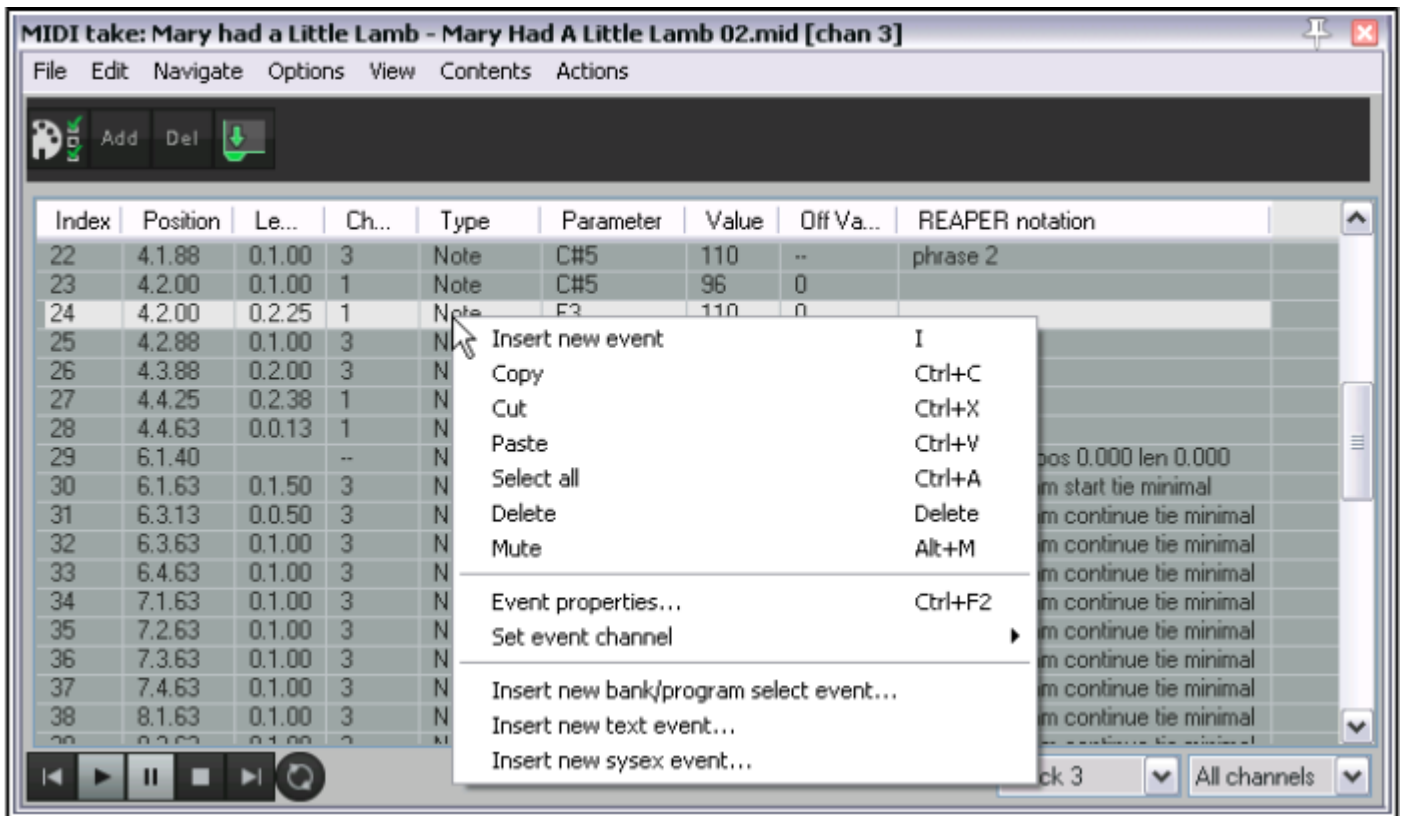 MIDI take: Mary had a Little Lamb - Mary Had A Little Lamb 02.mid [chan 3]
File Edit Navigate Options View Contents Actions
Add Del
Index Position Le... Ch... Type Parameter Value Off Va... REAPER notation
22 4.1.88 0.1.00 3 Note C#5 110 -- phrase 2
23 4.2.00 0.1.00 1 Note C#5 96 0
24 4.2.00 0.2.25 1 Note 110 0
25 4.2.88 0.1.00 3 N
26 4.3.88 0.2.00 3 N
27 4.4.25 0.2.38 1 N
28 4.4.63 0.0.13 1 N
29 6.1.40 -- N pos 0.000 len 0.000
30 6.1.63 0.1.50 3 N m start tie minimal
31 6.3.13 0.0.50 3 N m continue tie minimal
32 6.3.63 0.1.00 3 N m continue tie minimal
33 6.4.63 0.1.00 3 N m continue tie minimal
34 7.1.63 0.1.00 3 N m continue tie minimal
35 7.2.63 0.1.00 3 N m continue tie minimal
36 7.3.63 0.1.00 3 N m continue tie minimal
37 7.4.63 0.1.00 3 N m continue tie minimal
38 8.1.63 0.1.00 3 N m continue tie minimal
Insert new event I
Copy Ctrl+C
Cut Ctrl+X
Paste Ctrl+V
Select all Ctrl+A
Delete Delete
Mute Alt+M
Event properties... Ctrl+F2
Set event channel
Insert new bank/program select event...
Insert new text event...
Insert new sysex event...
ck 3 All channels